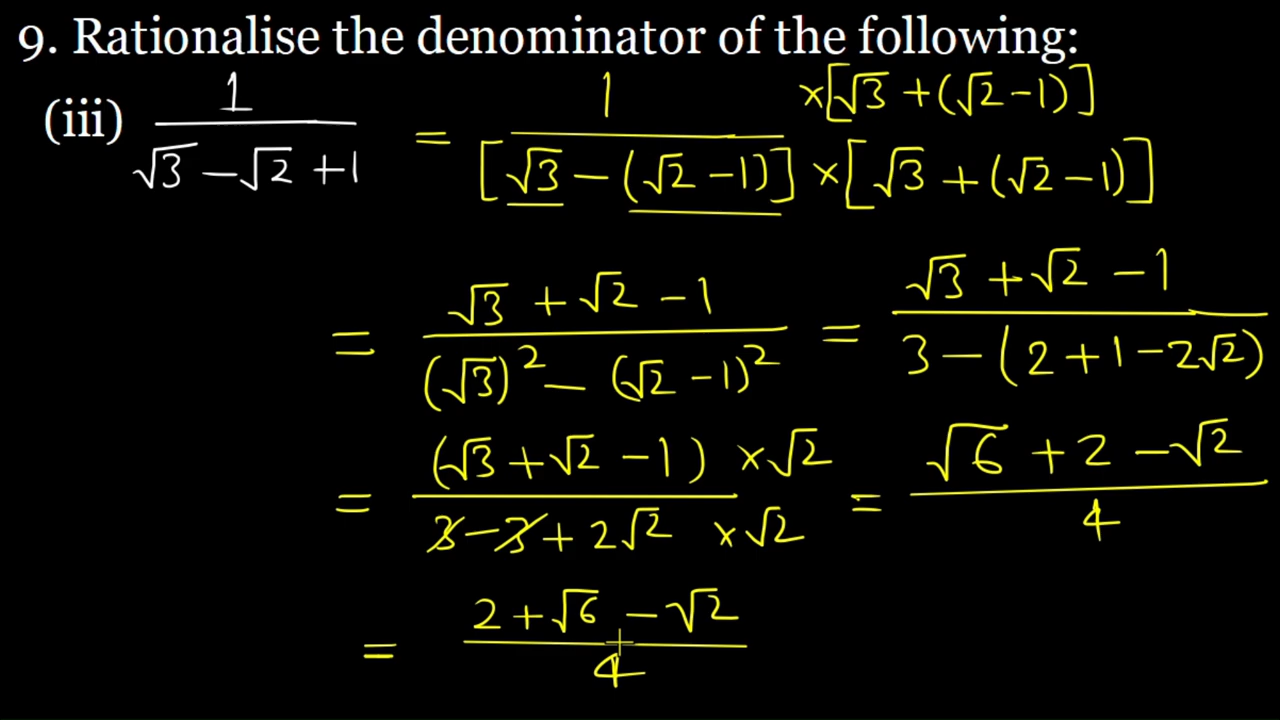 9. Rationalise the denominator of the following:
(iii) 1/(√3 − √2 + 1) = 1 ×[√3 + (√2 − 1)] / [√3 − (√2 − 1)] ×[√3 + (√2 − 1)]
= (√3 + √2 − 1)/((√3)² − (√2 − 1)²) = (√3 + √2 − 1)/(3 − (2 + 1 − 2√2))
= (√3 + √2 − 1) ×√2 / 3 − 3 + 2√2 ×√2 = (√6 + 2 − √2)/4
= (2 + √6 − √2)/4